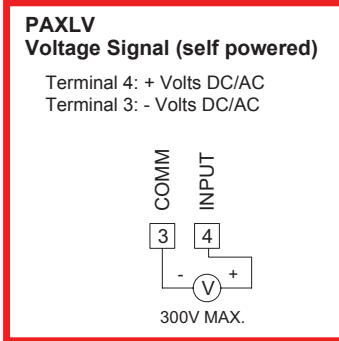 PAXLV
Voltage Signal (self powered)
Terminal 4: + Volts DC/AC
Terminal 3: - Volts DC/AC
COMM INPUT
3 4
- V +
300V MAX.